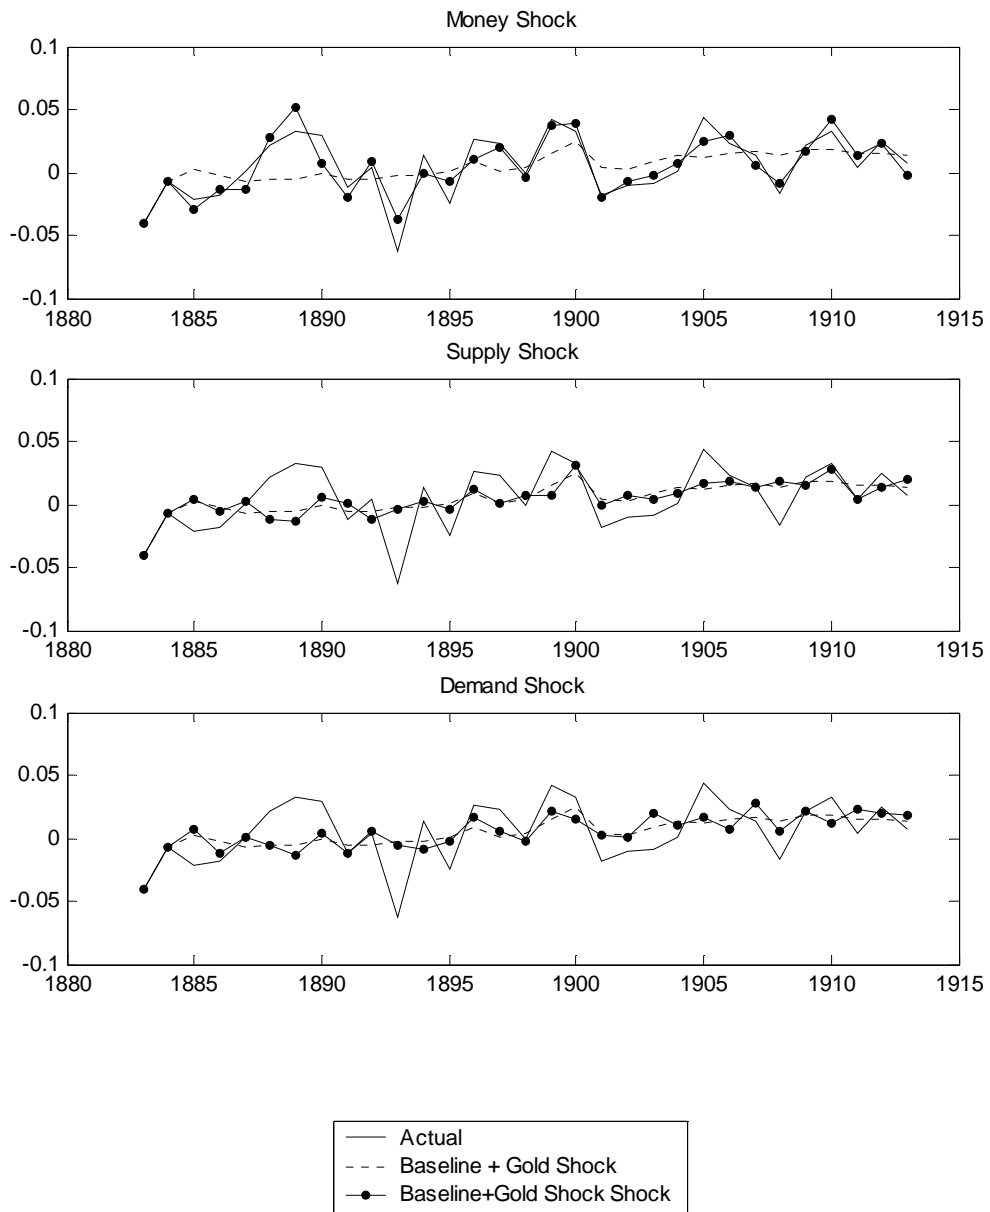 Money Shock
0.1
0.05
0
-0.05
-0.1
1880 1885 1890 1895 1900 1905 1910 1915
Supply Shock
0.1
0.05
0
-0.05
-0.1
1880 1885 1890 1895 1900 1905 1910 1915
Demand Shock
0.1
0.05
0
-0.05
-0.1
1880 1885 1890 1895 1900 1905 1910 1915
Actual
Baseline + Gold Shock
Baseline+Gold Shock Shock